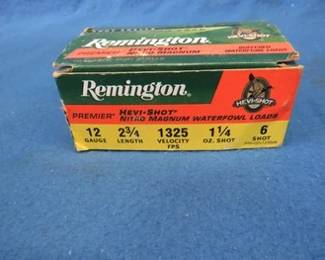 Remington
PREMIER® HEVI·SHOT®
NITRO MAGNUM WATERFOWL LOADS
HEVI·SHOT
12 2¾ 1325 1¼ 6
GAUGE LENGTH VELOCITY OZ. SHOT SHOT
FPS